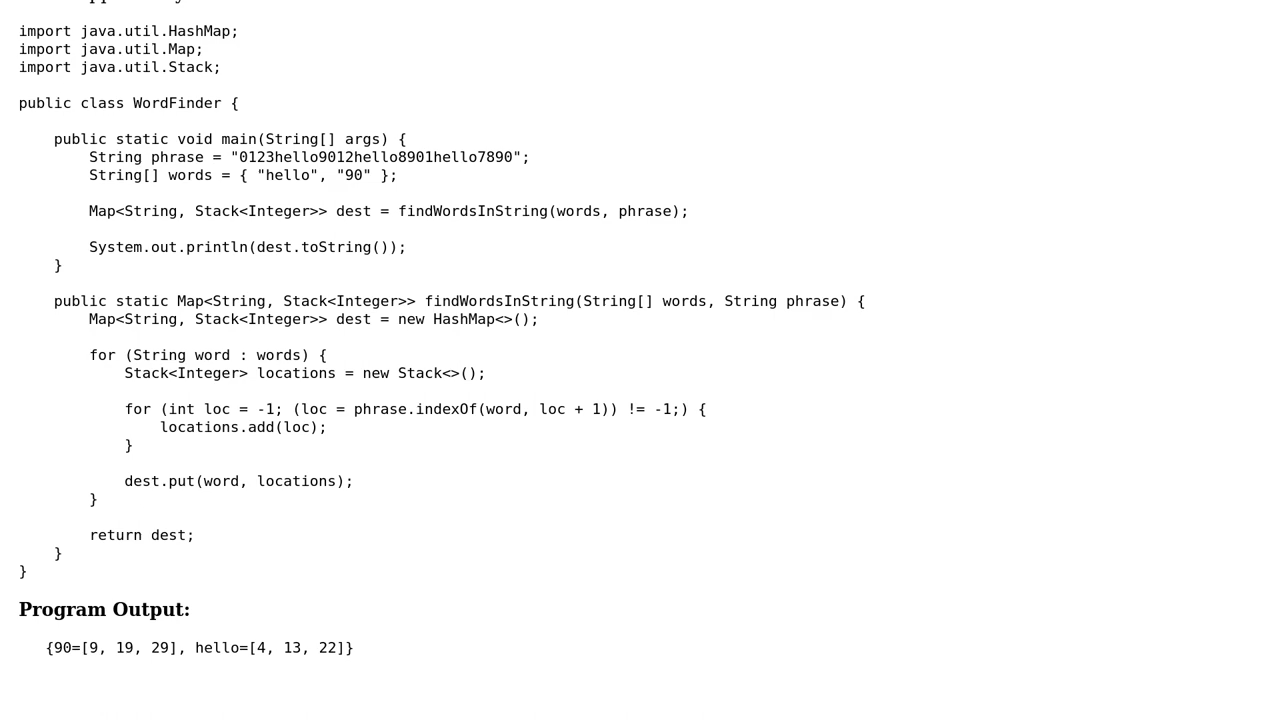 import java.util.HashMap;
import java.util.Map;
import java.util.Stack;

public class WordFinder {

    public static void main(String[] args) {
        String phrase = "0123hello9012hello8901hello7890";
        String[] words = { "hello", "90" };

        Map<String, Stack<Integer>> dest = findWordsInString(words, phrase);

        System.out.println(dest.toString());
    }

    public static Map<String, Stack<Integer>> findWordsInString(String[] words, String phrase) {
        Map<String, Stack<Integer>> dest = new HashMap<>();

        for (String word : words) {
            Stack<Integer> locations = new Stack<>();

            for (int loc = -1; (loc = phrase.indexOf(word, loc + 1)) != -1;) {
                locations.add(loc);
            }

            dest.put(word, locations);
        }

        return dest;
    }
}
Program Output:
{90=[9, 19, 29], hello=[4, 13, 22]}